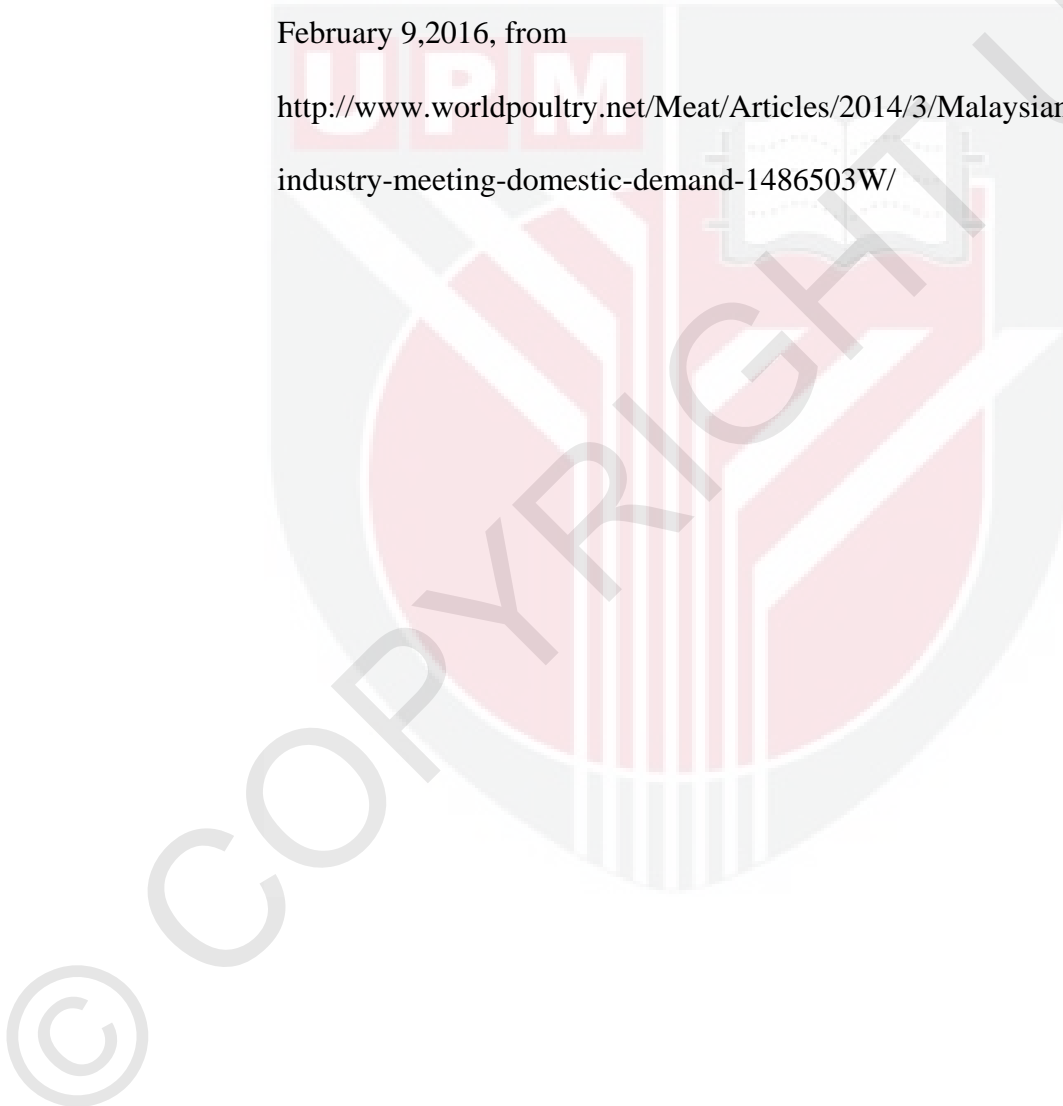 February 9,2016, from
UPM
http://www.worldpoultry.net/Meat/Articles/2014/3/Malaysian
industry-meeting-domestic-demand-1486503W/
© COPYRIGHT